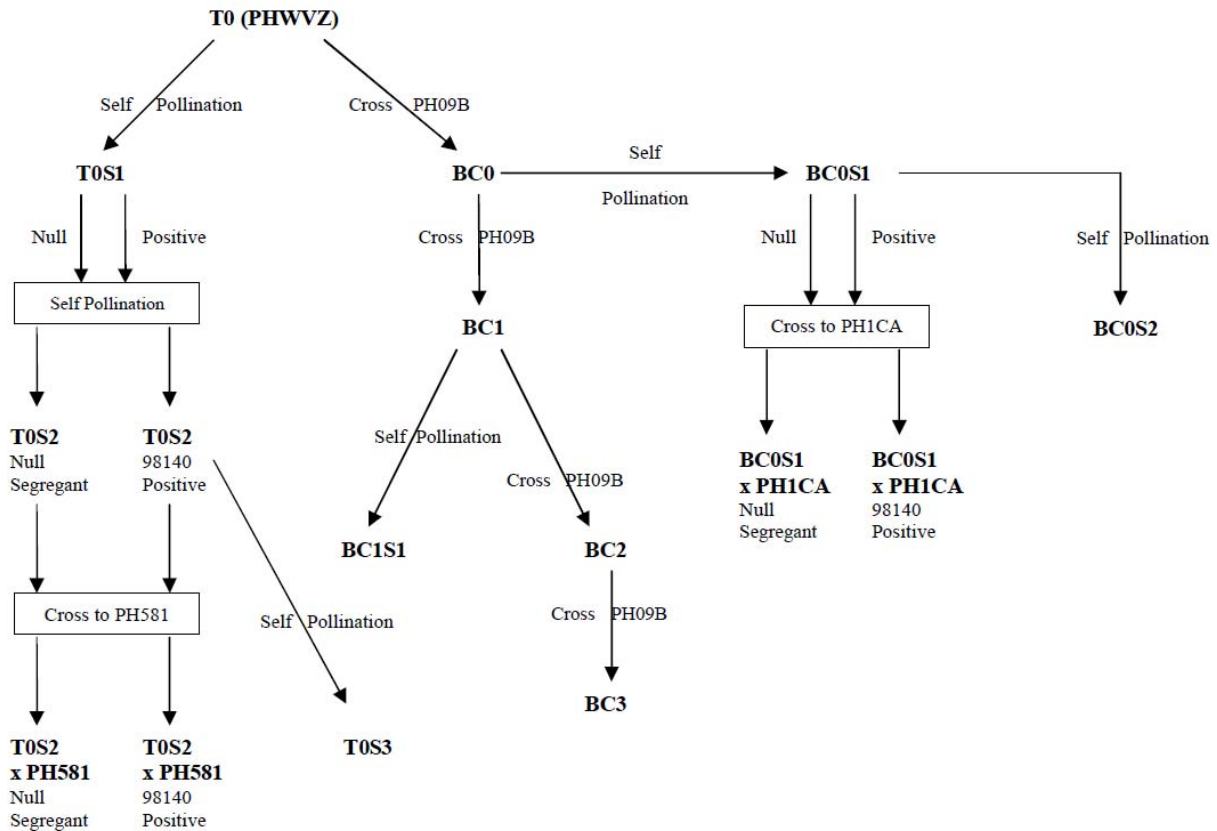 T0 (PHWVZ)
Self Pollination
Cross PH09B
T0S1
BC0
Self
Pollination
BC0S1
Null
Positive
Cross PH09B
Null
Positive
Self Pollination
Self Pollination
BC1
Cross to PH1CA
BC0S2
T0S2
Null
Segregant
T0S2
98140
Positive
Self Pollination
Cross PH09B
BC0S1
x PH1CA
Null
Segregant
BC0S1
x PH1CA
98140
Positive
BC1S1
BC2
Cross to PH581
Self Pollination
Cross PH09B
BC3
T0S2
x PH581
Null
Segregant
T0S2
x PH581
98140
Positive
T0S3